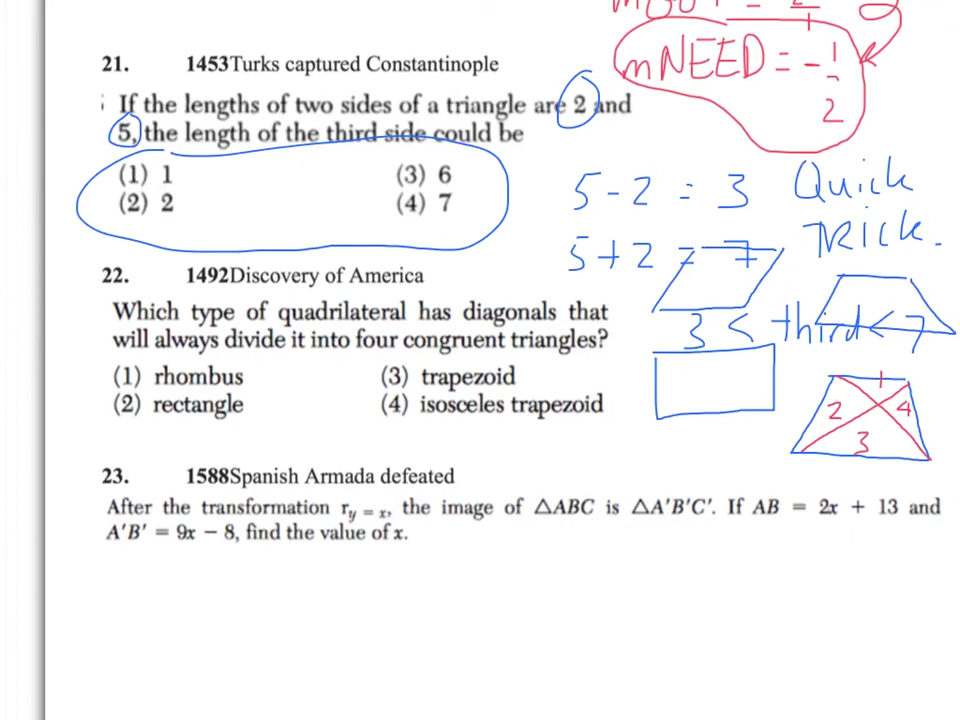 mNEED = - 1
2
21. 1453Turks captured Constantinople
If the lengths of two sides of a triangle are 2 and
5, the length of the third side could be
(1) 1 (3) 6
(2) 2 (4) 7
5 - 2 = 3 Quick
5 + 2 = 7 TRICK.
3 < third < 7
22. 1492Discovery of America
Which type of quadrilateral has diagonals that
will always divide it into four congruent triangles?
(1) rhombus (3) trapezoid
(2) rectangle (4) isosceles trapezoid
1
2 4
3
23. 1588Spanish Armada defeated
After the transformation r y = x, the image of △ABC is △A'B'C'. If AB = 2x + 13 and
A'B' = 9x − 8, find the value of x.